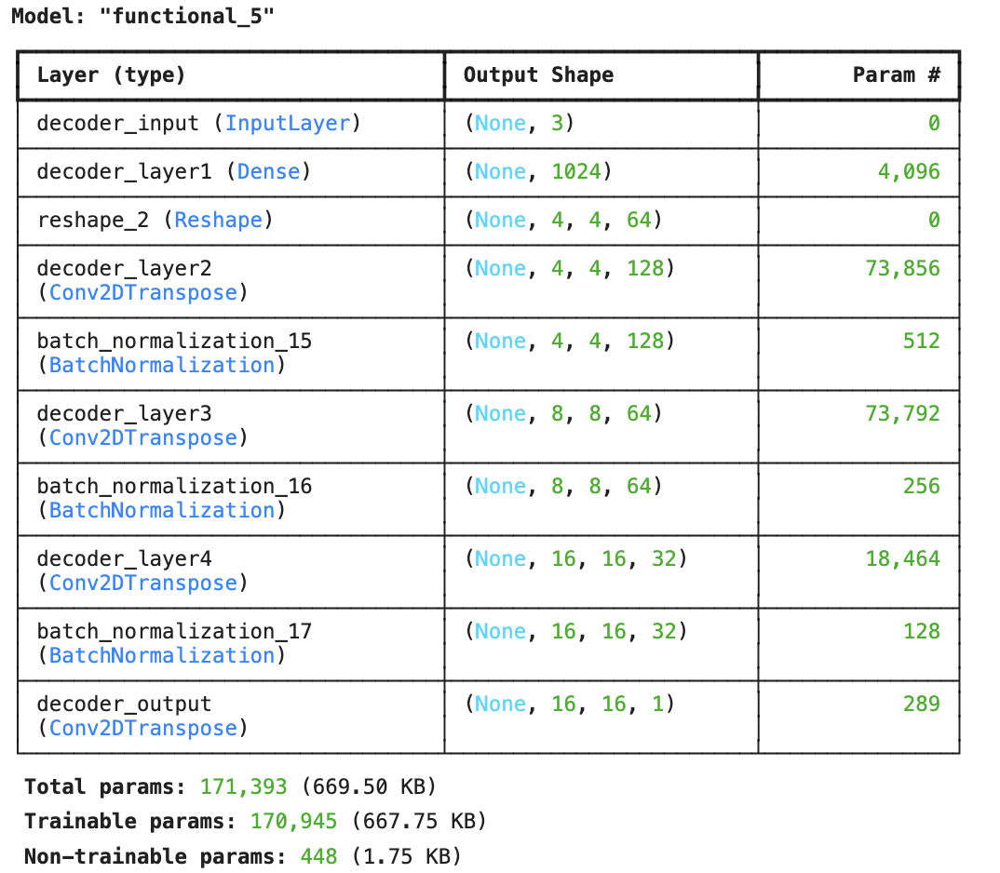 Model: "functional_5"
Layer (type) Output Shape Param #
decoder_input (InputLayer) (None, 3) 0
decoder_layer1 (Dense) (None, 1024) 4,096
reshape_2 (Reshape) (None, 4, 4, 64) 0
decoder_layer2 (None, 4, 4, 128) 73,856
(Conv2DTranspose)
batch_normalization_15 (None, 4, 4, 128) 512
(BatchNormalization)
decoder_layer3 (None, 8, 8, 64) 73,792
(Conv2DTranspose)
batch_normalization_16 (None, 8, 8, 64) 256
(BatchNormalization)
decoder_layer4 (None, 16, 16, 32) 18,464
(Conv2DTranspose)
batch_normalization_17 (None, 16, 16, 32) 128
(BatchNormalization)
decoder_output (None, 16, 16, 1) 289
(Conv2DTranspose)
Total params: 171,393 (669.50 KB)
Trainable params: 170,945 (667.75 KB)
Non-trainable params: 448 (1.75 KB)